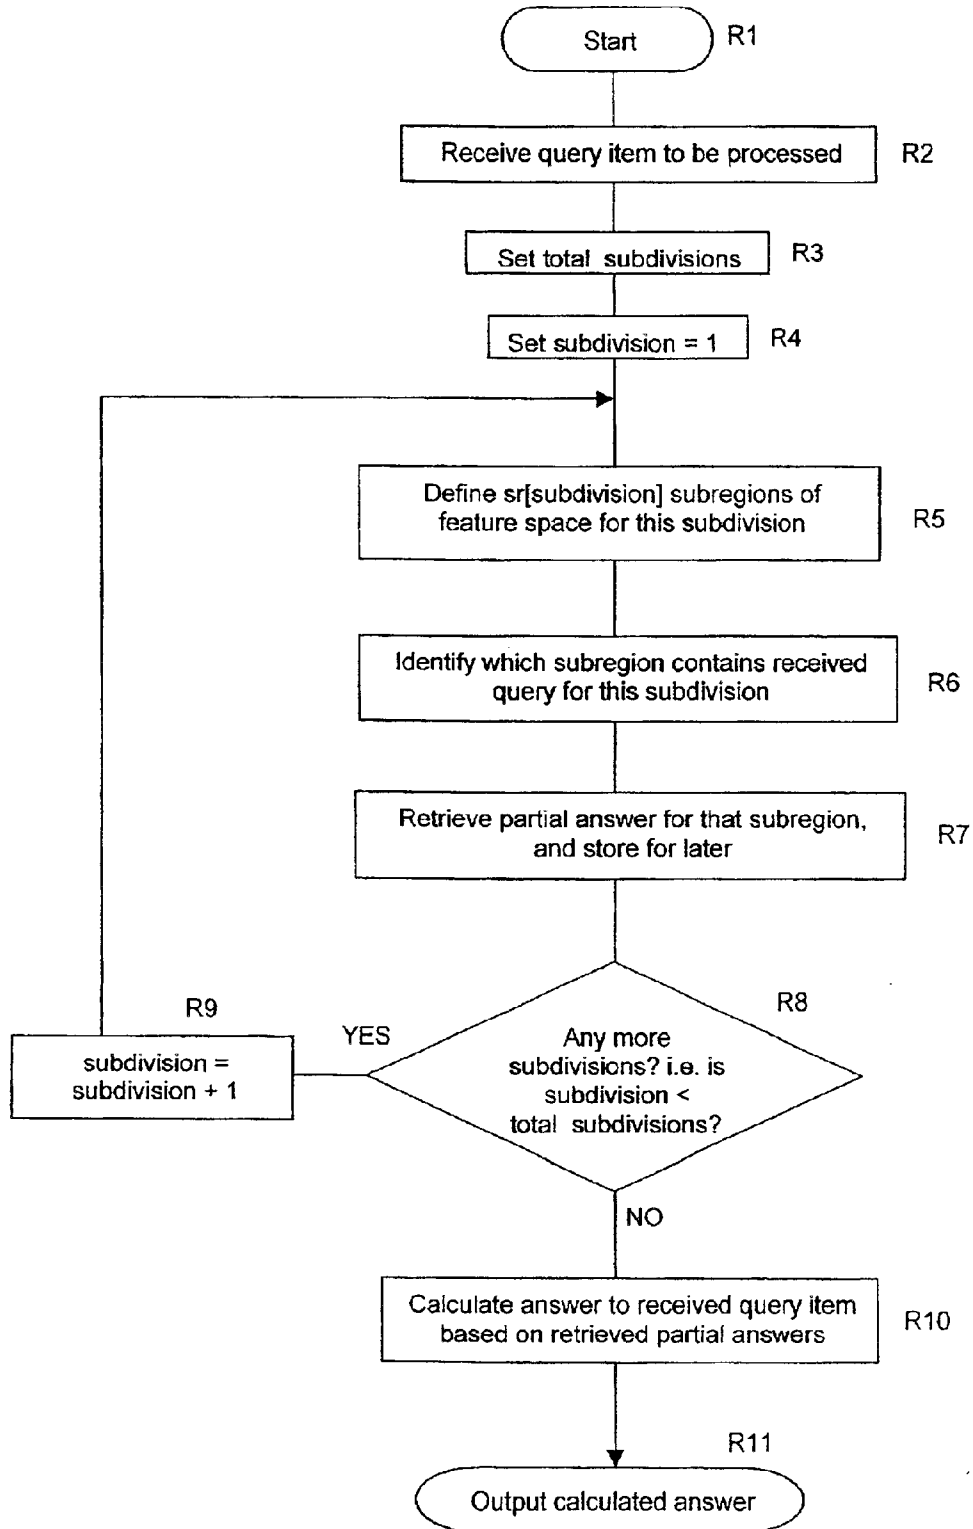 Start
R1
Receive query item to be processed
R2
Set total subdivisions
R3
Set subdivision = 1
R4
Define sr[subdivision] subregions of
feature space for this subdivision
R5
Identify which subregion contains received
query for this subdivision
R6
Retrieve partial answer for that subregion,
and store for later
R7
R8
Any more
subdivisions? i.e. is
subdivision <
total subdivisions?
YES
R9
subdivision =
subdivision + 1
NO
Calculate answer to received query item
based on retrieved partial answers
R10
R11
Output calculated answer